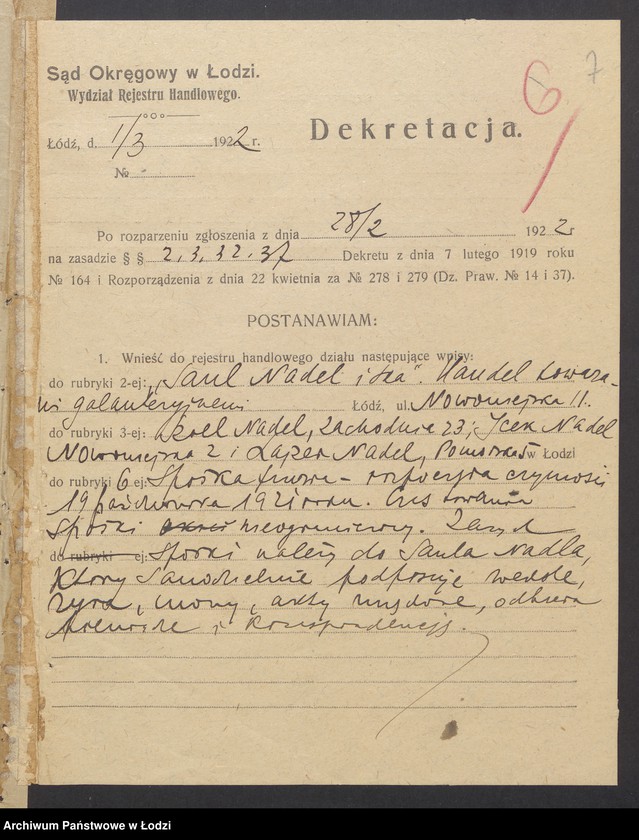 6 7
Sąd Okręgowy w Łodzi.
Wydział Rejestru Handlowego.
Dekretacja.
Łódź, d. 1/3 1922 r.
№
Po rozparzeniu zgłoszenia z dnia 28/2 1922 r
na zasadzie § § 2, 3, 32. 37 Dekretu z dnia 7 lutego 1919 roku
№ 164 i Rozporządzenia z dnia 22 kwietnia za № 278 i 279 (Dz. Praw. № 14 i 37).
POSTANAWIAM:
1. Wnieść do rejestru handlowego działu następujące wpisy:
do rubryki 2-ej: „Saul Nadel i Ska". Handel towara-
mi galanteryjnemi Łódź, ul. Nowomiejska 11.
do rubryki 3-ej: Nadel, Zachodnia 23; Icek Nadel
Nowomiejska 2 i Lajzer Nadel, Pomorska w Łodzi
do rubryki 6 ej: Spółka firmowa - rozpoczęła czynności
19 października 1921 roku. Czas trwania
spółki nieograniczony. Zarząd
do rubryki ej: spółki należy do Saula Nadla,
który samodzielnie podpisuje weksle,
żyra, umowy, akty, odbiera
i korespondencję.
Archiwum Państwowe w Łodzi